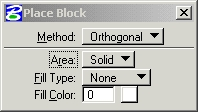 Place Block
Method: Orthogonal
Area: Solid
Fill Type: None
Fill Color: 0